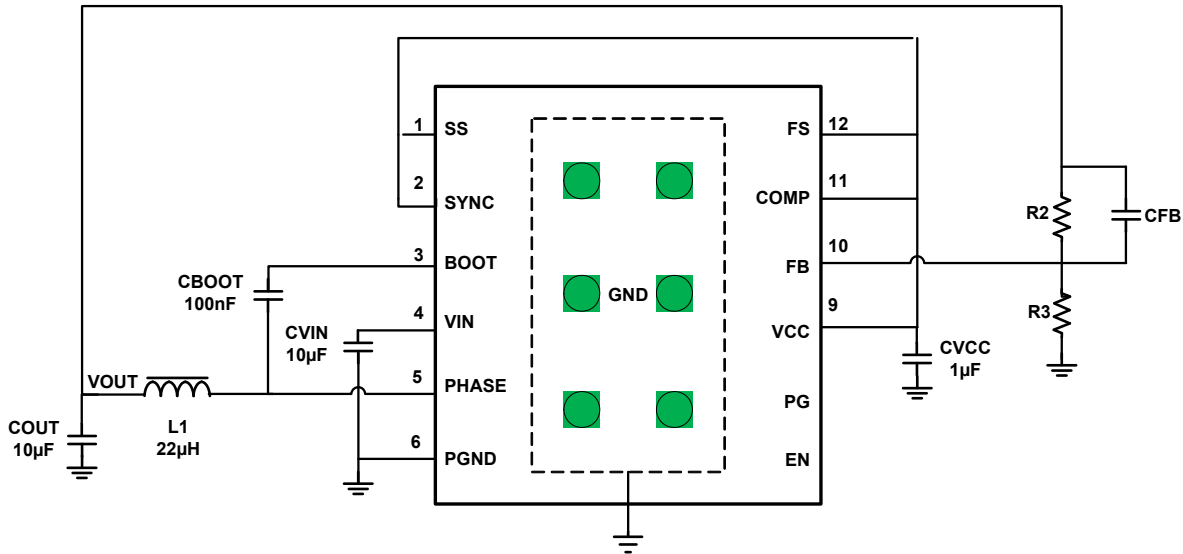 1
SS
FS
12
2
SYNC
COMP
11
R2
CFB
3
BOOT
FB
10
CBOOT
100nF
GND
R3
4
VIN
VCC
9
CVIN
10µF
CVCC
1µF
VOUT
5
PHASE
PG
L1
22µH
COUT
10µF
6
PGND
EN